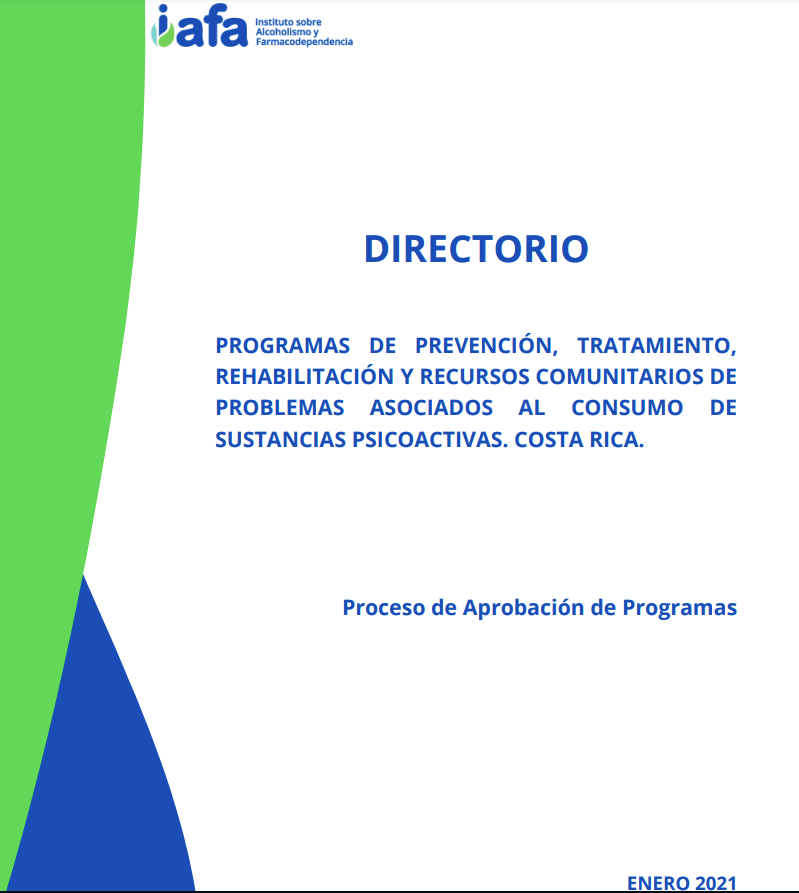 iafa
Instituto sobre
Alcoholismo y
Farmacodependencia
DIRECTORIO
PROGRAMAS DE PREVENCIÓN, TRATAMIENTO,
REHABILITACIÓN Y RECURSOS COMUNITARIOS DE
PROBLEMAS ASOCIADOS AL CONSUMO DE
SUSTANCIAS PSICOACTIVAS. COSTA RICA.
Proceso de Aprobación de Programas
ENERO 2021